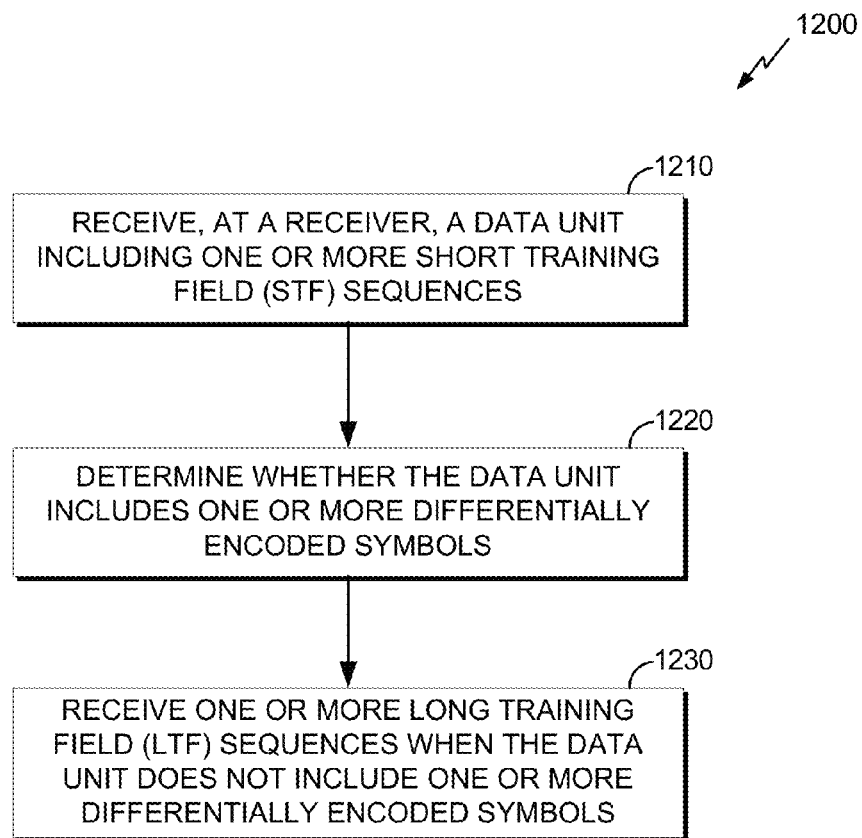 1200
1210
RECEIVE, AT A RECEIVER, A DATA UNIT
INCLUDING ONE OR MORE SHORT TRAINING
FIELD (STF) SEQUENCES
1220
DETERMINE WHETHER THE DATA UNIT
INCLUDES ONE OR MORE DIFFERENTIALLY
ENCODED SYMBOLS
1230
RECEIVE ONE OR MORE LONG TRAINING
FIELD (LTF) SEQUENCES WHEN THE DATA
UNIT DOES NOT INCLUDE ONE OR MORE
DIFFERENTIALLY ENCODED SYMBOLS